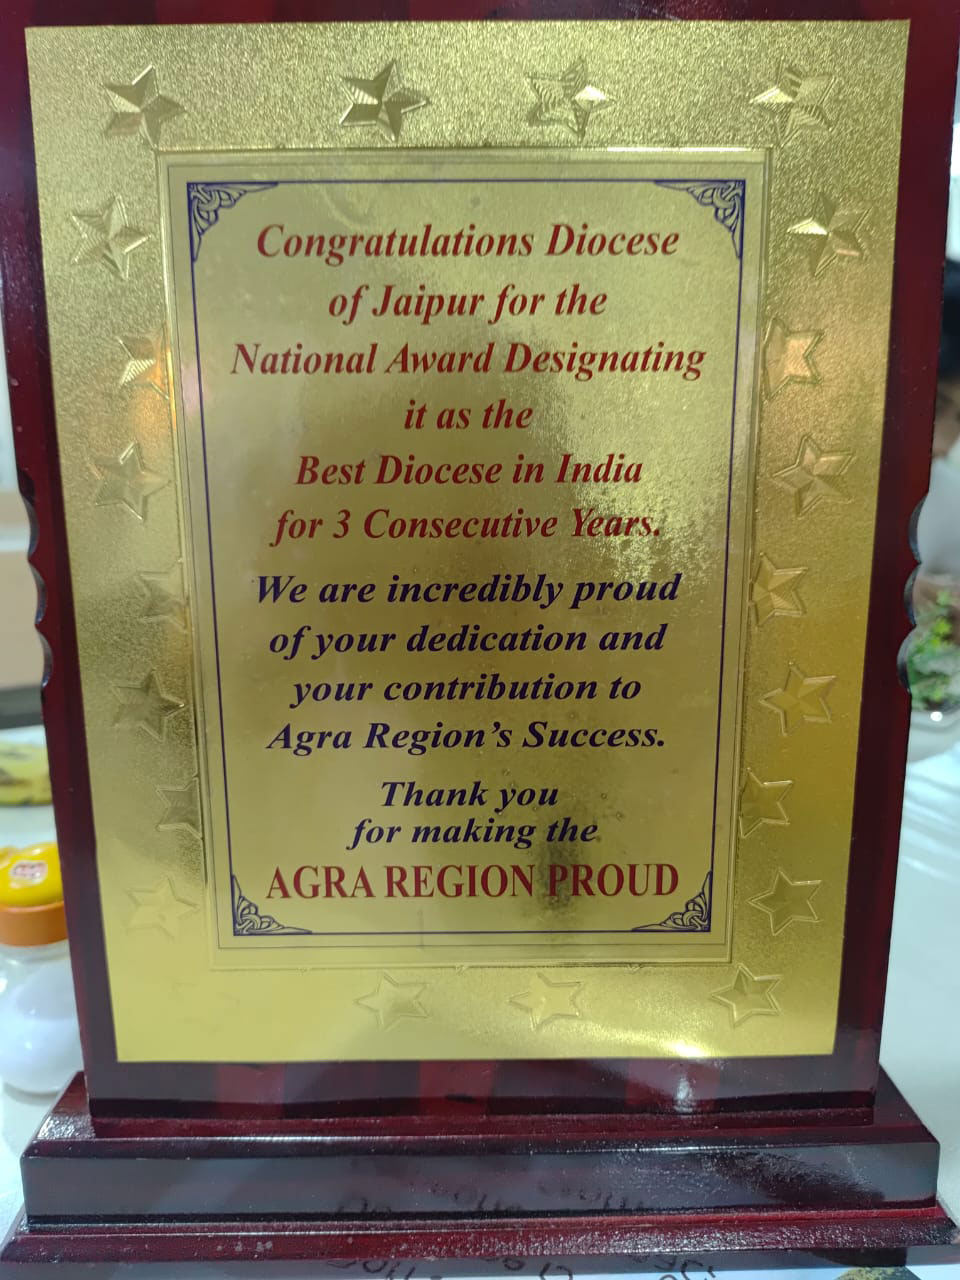 Congratulations Diocese
of Jaipur for the
National Award Designating
it as the
Best Diocese in India
for 3 Consecutive Years.
We are incredibly proud
of your dedication and
your contribution to
Agra Region's Success.
Thank you
for making the
AGRA REGION PROUD